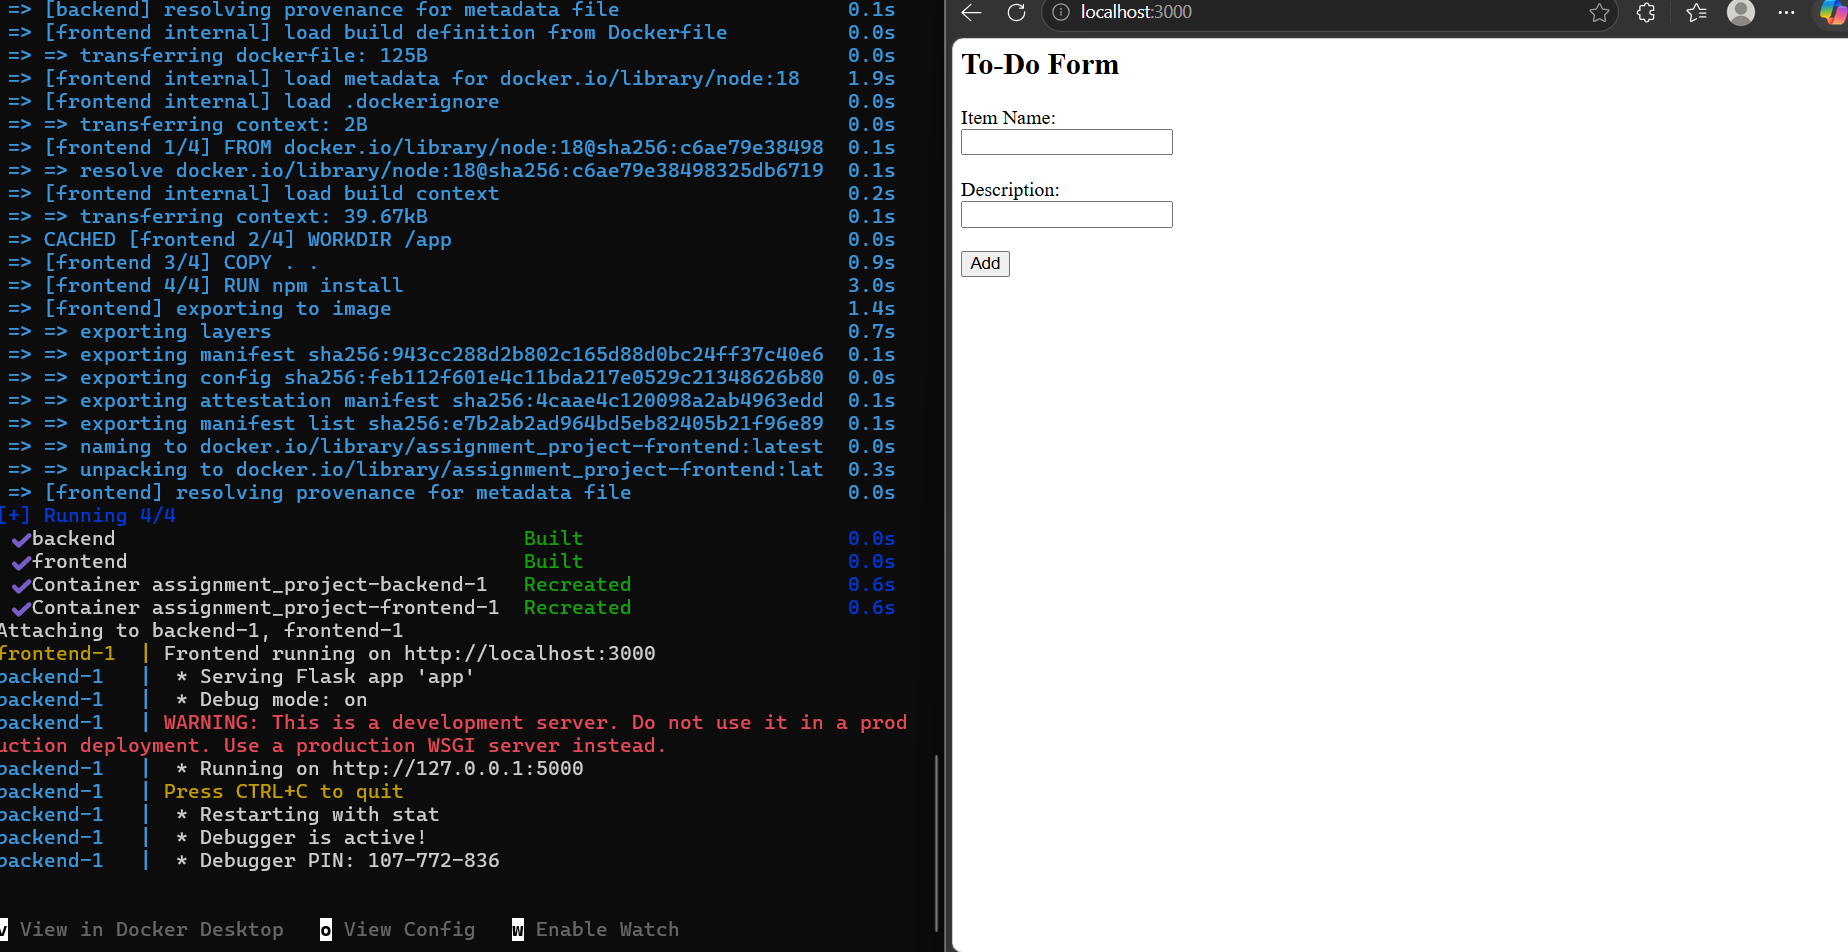 => [backend] resolving provenance for metadata file 0.1s
=> [frontend internal] load build definition from Dockerfile 0.0s
=> => transferring dockerfile: 125B 0.0s
=> [frontend internal] load metadata for docker.io/library/node:18 1.9s
=> [frontend internal] load .dockerignore 0.0s
=> => transferring context: 2B 0.0s
=> [frontend 1/4] FROM docker.io/library/node:18@sha256:c6ae79e38498 0.1s
=> => resolve docker.io/library/node:18@sha256:c6ae79e38498325db6719 0.1s
=> [frontend internal] load build context 0.2s
=> => transferring context: 39.67kB 0.1s
=> CACHED [frontend 2/4] WORKDIR /app 0.0s
=> [frontend 3/4] COPY . . 0.9s
=> [frontend 4/4] RUN npm install 3.0s
=> [frontend] exporting to image 1.4s
=> => exporting layers 0.7s
=> => exporting manifest sha256:943cc288d2b802c165d88d0bc24ff37c40e6 0.1s
=> => exporting config sha256:feb112f601e4c11bda217e0529c21348626b80 0.0s
=> => exporting attestation manifest sha256:4caae4c120098a2ab4963edd 0.1s
=> => exporting manifest list sha256:e7b2ab2ad964bd5eb82405b21f96e89 0.1s
=> => naming to docker.io/library/assignment_project-frontend:latest 0.0s
=> => unpacking to docker.io/library/assignment_project-frontend:lat 0.3s
=> [frontend] resolving provenance for metadata file 0.0s
[+] Running 4/4
✔backend Built 0.0s
✔frontend Built 0.0s
✔Container assignment_project-backend-1 Recreated 0.6s
✔Container assignment_project-frontend-1 Recreated 0.6s
Attaching to backend-1, frontend-1
frontend-1 | Frontend running on http://localhost:3000
backend-1 | * Serving Flask app 'app'
backend-1 | * Debug mode: on
backend-1 | WARNING: This is a development server. Do not use it in a prod
uction deployment. Use a production WSGI server instead.
backend-1 | * Running on http://127.0.0.1:5000
backend-1 | Press CTRL+C to quit
backend-1 | * Restarting with stat
backend-1 | * Debugger is active!
backend-1 | * Debugger PIN: 107-772-836
v View in Docker Desktop o View Config w Enable Watch
localhost:3000
To-Do Form
Item Name:
Description:
Add